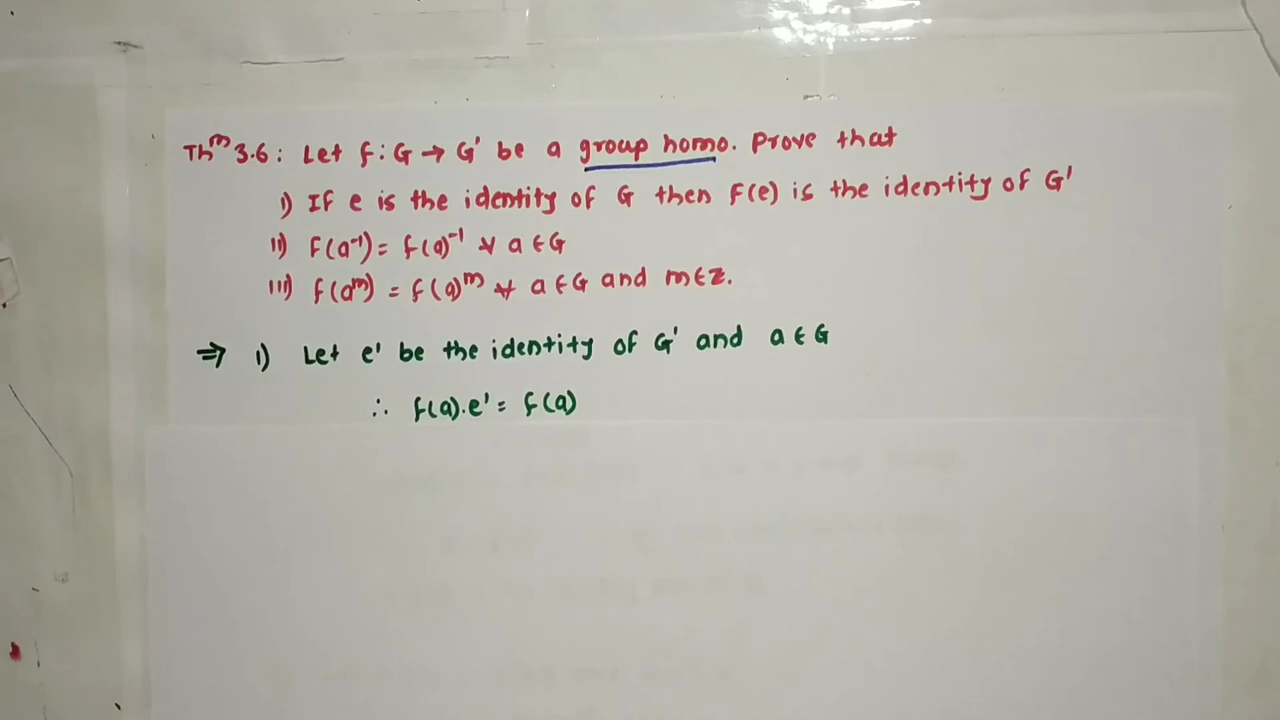 Thᵐ 3.6: Let f: G → G' be a group homo. Prove that
i) If e is the identity of G then f(e) is the identity of G'
ii) f(a⁻¹) = f(a)⁻¹ ∀ a ∈ G
iii) f(aᵐ) = f(a)ᵐ ∀ a ∈ G and m ∈ Z.
⇒ i) Let e' be the identity of G' and a ∈ G
∴ f(a).e' = f(a)